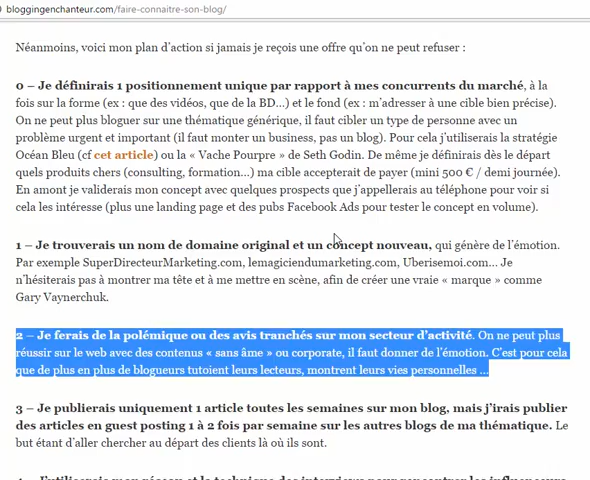 bloggingenchanteur.com/faire-connaitre-son-blog/
Néanmoins, voici mon plan d'action si jamais je reçois une offre qu'on ne peut refuser :
0 – Je définirais 1 positionnement unique par rapport à mes concurrents du marché, à la
fois sur la forme (ex : que des vidéos, que de la BD…) et le fond (ex : m'adresser à une cible bien précise).
On ne peut plus bloguer sur une thématique générique, il faut cibler un type de personne avec un
problème urgent et important (il faut monter un business, pas un blog). Pour cela j'utiliserais la stratégie
Océan Bleu (cf cet article) ou la « Vache Pourpre » de Seth Godin. De même je définirais dès le départ
quels produits chers (consulting, formation…) ma cible accepterait de payer (mini 500 € / demi journée).
En amont je validerais mon concept avec quelques prospects que j'appellerais au téléphone pour voir si
cela les intéresse (plus une landing page et des pubs Facebook Ads pour tester le concept en volume).
1 – Je trouverais un nom de domaine original et un concept nouveau, qui génère de l'émotion.
Par exemple SuperDirecteurMarketing.com, lemagiciendumarketing.com, Uberisemoi.com… Je
n'hésiterais pas à montrer ma tête et à me mettre en scène, afin de créer une vraie « marque » comme
Gary Vaynerchuk.
2 – Je ferais de la polémique ou des avis tranchés sur mon secteur d'activité. On ne peut plus
réussir sur le web avec des contenus « sans âme » ou corporate, il faut donner de l'émotion. C'est pour cela
que de plus en plus de blogueurs tutoient leurs lecteurs, montrent leurs vies personnelles …
3 – Je publierais uniquement 1 article toutes les semaines sur mon blog, mais j'irais publier
des articles en guest posting 1 à 2 fois par semaine sur les autres blogs de ma thématique. Le
but étant d'aller chercher au départ des clients là où ils sont.